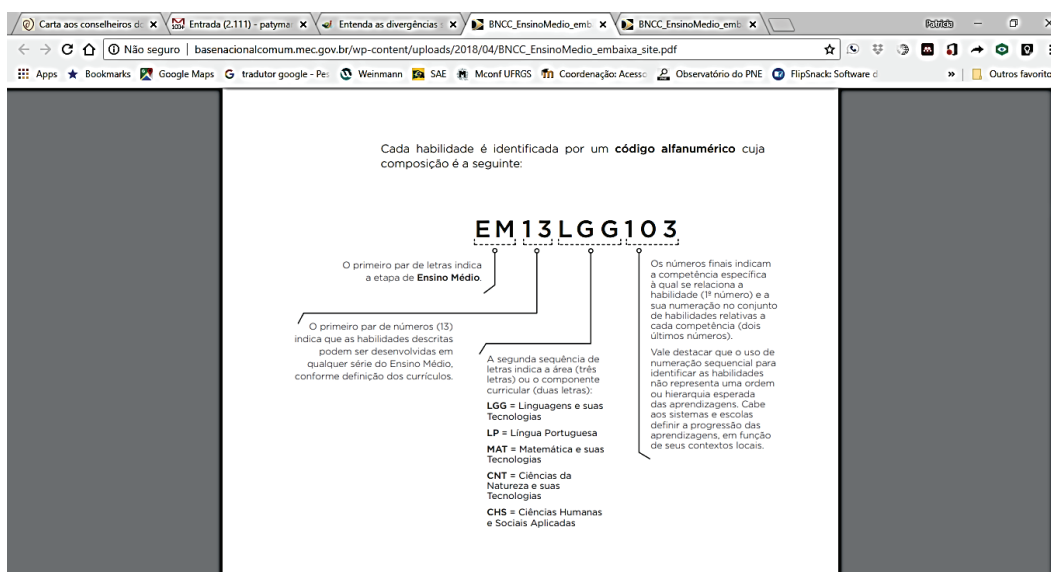 Carta aos conselheiros do
Entrada (2.111) - patymar
Entenda as divergências
BNCC_EnsinoMedio_emb
BNCC_EnsinoMedio_emb
Patricia
Não seguro | basenacionalcomum.mec.gov.br/wp-content/uploads/2018/04/BNCC_EnsinoMedio_embaixa_site.pdf
Apps Bookmarks Google Maps tradutor google - Pes Weinmann SAE Mconf UFRGS Coordenação: Acesso Observatório do PNE FlipSnack: Software d » Outros favorito
Cada habilidade é identificada por um código alfanumérico cuja
composição é a seguinte:
EM13LGG103
O primeiro par de letras indica
a etapa de Ensino Médio.
O primeiro par de números (13)
indica que as habilidades descritas
podem ser desenvolvidas em
qualquer série do Ensino Médio,
conforme definição dos currículos.
A segunda sequência de
letras indica a área (três
letras) ou o componente
curricular (duas letras):
LGG = Linguagens e suas
Tecnologias
LP = Língua Portuguesa
MAT = Matemática e suas
Tecnologias
CNT = Ciências da
Natureza e suas
Tecnologias
CHS = Ciências Humanas
e Sociais Aplicadas
Os números finais indicam
a competência específica
à qual se relaciona a
habilidade (1º número) e a
sua numeração no conjunto
de habilidades relativas a
cada competência (dois
últimos números).
Vale destacar que o uso de
numeração sequencial para
identificar as habilidades
não representa uma ordem
ou hierarquia esperada
das aprendizagens. Cabe
aos sistemas e escolas
definir a progressão das
aprendizagens, em função
de seus contextos locais.